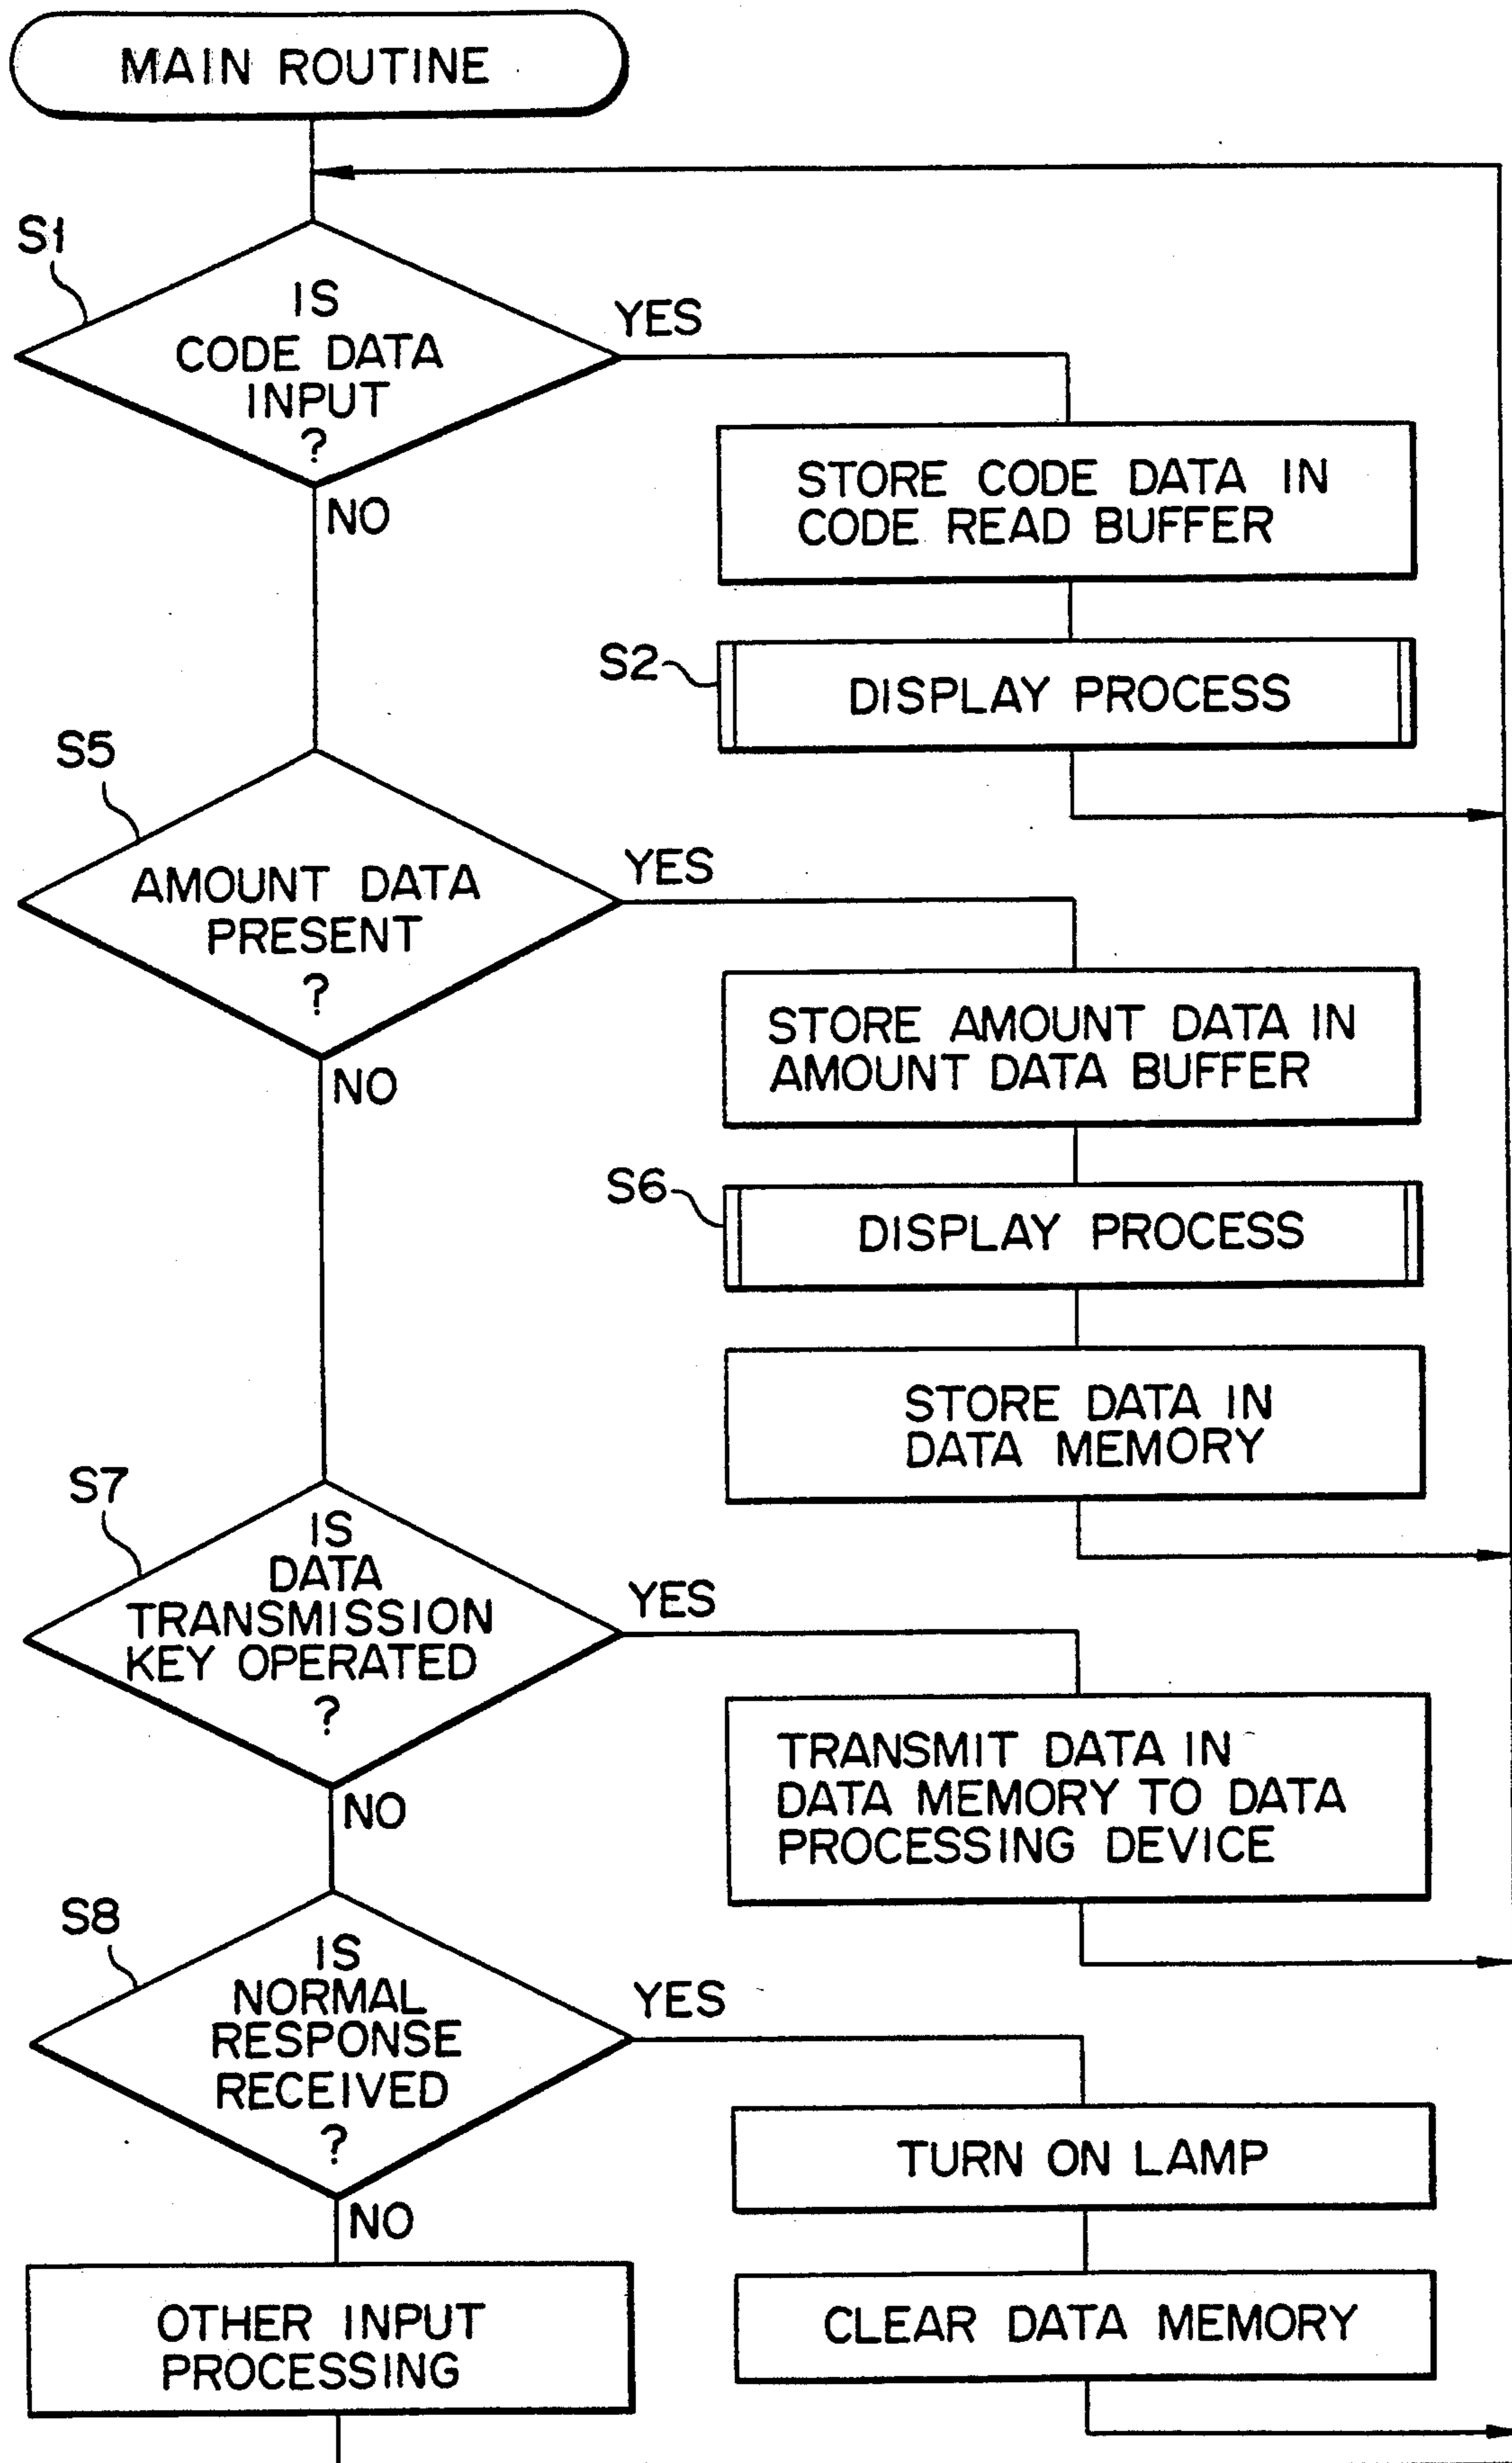 MAIN ROUTINE
S1
IS
CODE DATA
INPUT
?
YES
NO
STORE CODE DATA IN
CODE READ BUFFER
S2
DISPLAY PROCESS
S5
AMOUNT DATA
PRESENT
?
YES
NO
STORE AMOUNT DATA IN
AMOUNT DATA BUFFER
S6
DISPLAY PROCESS
STORE DATA IN
DATA MEMORY
S7
IS
DATA
TRANSMISSION
KEY OPERATED
?
YES
NO
TRANSMIT DATA IN
DATA MEMORY TO DATA
PROCESSING DEVICE
S8
IS
NORMAL
RESPONSE
RECEIVED
?
YES
NO
TURN ON LAMP
CLEAR DATA MEMORY
OTHER INPUT
PROCESSING